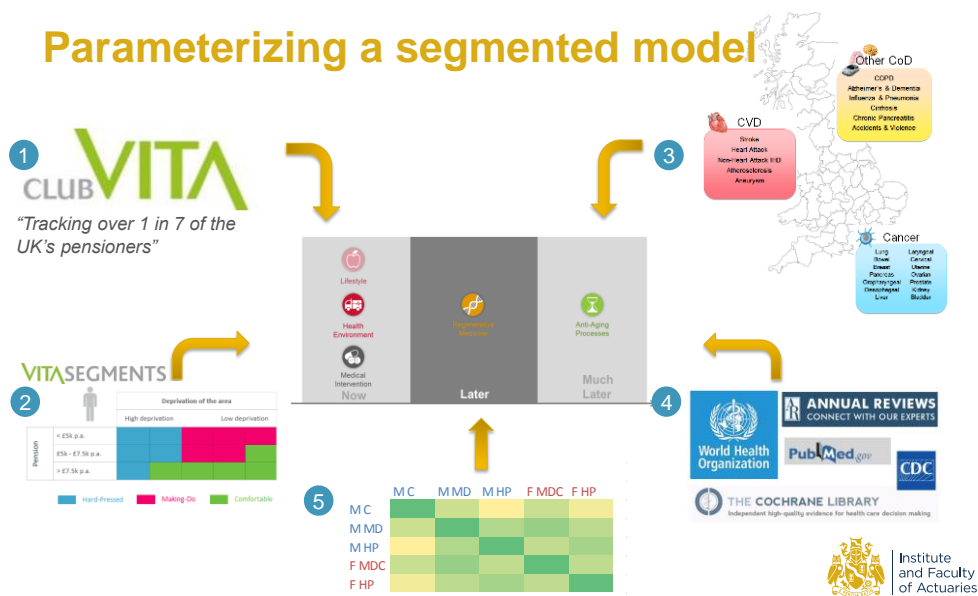 Parameterizing a segmented model
1
CLUB VITA
"Tracking over 1 in 7 of the
UK's pensioners"
2
VITASEGMENTS
Deprivation of the area
High deprivation Low deprivation
Pension
< £5k p.a.
£5k - £7.5k p.a.
> £7.5k p.a.
Hard-Pressed Making-Do Comfortable
Lifestyle
Health
Environment
Medical
Intervention
Now
Regenerative
Medicine
Later
Anti-Aging
Processes
Much
Later
3
Other CoD
COPD
Alzheimer's & Dementia
Influenza & Pneumonia
Cirrhosis
Chronic Pancreatitis
Accidents & Violence
CVD
Stroke
Heart Attack
Non-Heart Attack IHD
Atherosclerosis
Aneurysm
Cancer
Lung Laryngeal
Bowel Cervical
Breast Uterine
Pancreas Ovarian
Oropharyngeal Prostate
Oesophageal Kidney
Liver Bladder
4
World Health
Organization
AR ANNUAL REVIEWS
CONNECT WITH OUR EXPERTS
PubMed.gov
CDC
THE COCHRANE LIBRARY
Independent high-quality evidence for health care decision making
5
M C M MD M HP F MDC F HP
M C
M MD
M HP
F MDC
F HP
Institute
and Faculty
of Actuaries